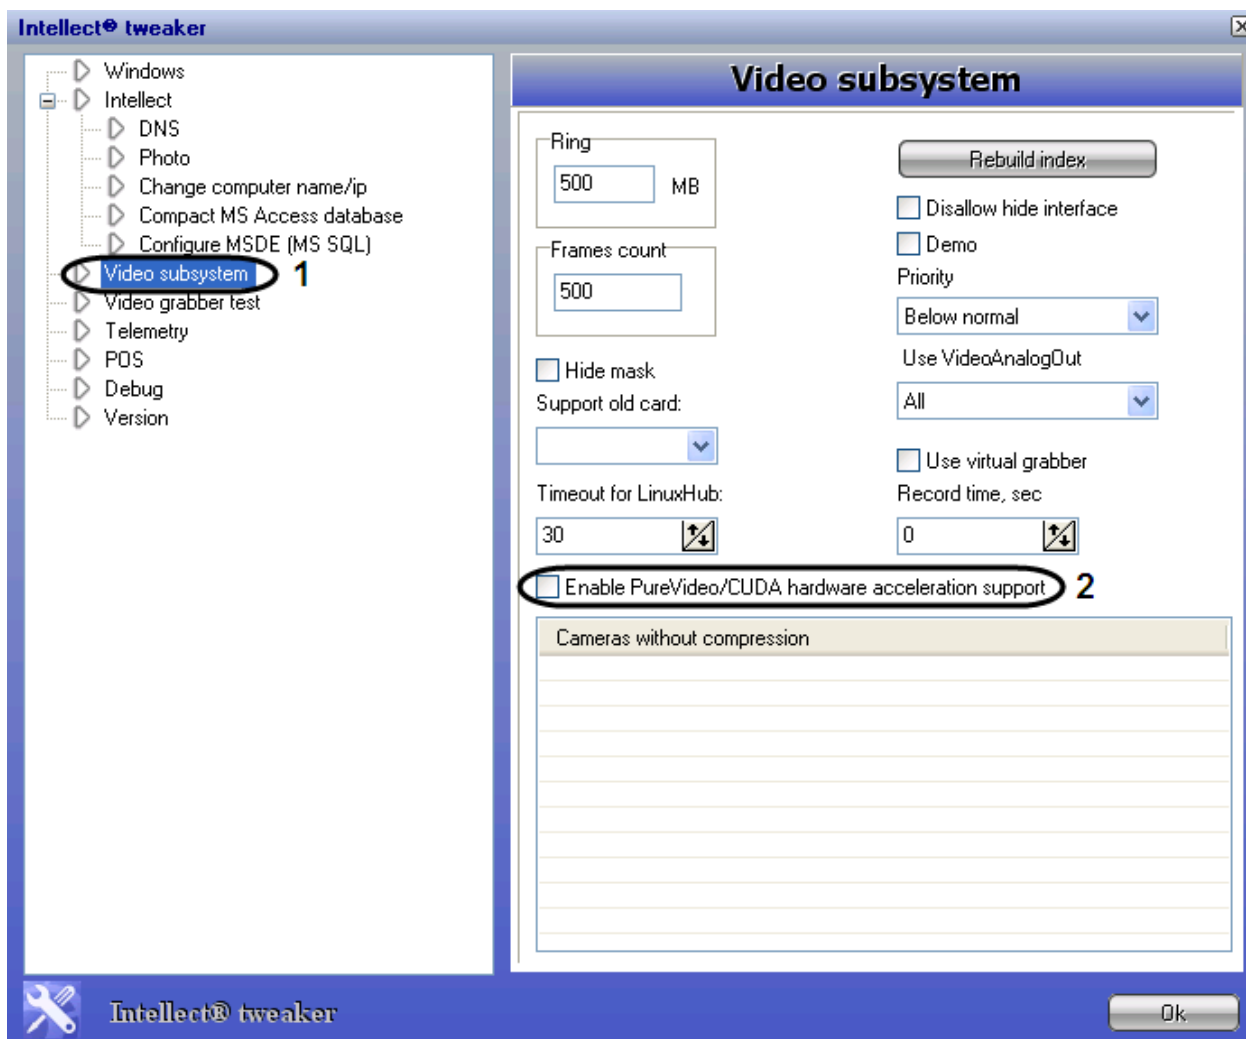 Intellect® tweaker
Windows
Intellect
DNS
Photo
Change computer name/ip
Compact MS Access database
Configure MSDE (MS SQL)
Video subsystem 1
Video grabber test
Telemetry
POS
Debug
Version
Video subsystem
Ring
500 MB
Frames count
500
Hide mask
Support old card:
Timeout for LinuxHub:
30
Rebuild index
Disallow hide interface
Demo
Priority
Below normal
Use VideoAnalogOut
All
Use virtual grabber
Record time, sec
0
Enable PureVideo/CUDA hardware acceleration support 2
Cameras without compression
Intellect® tweaker
Ok